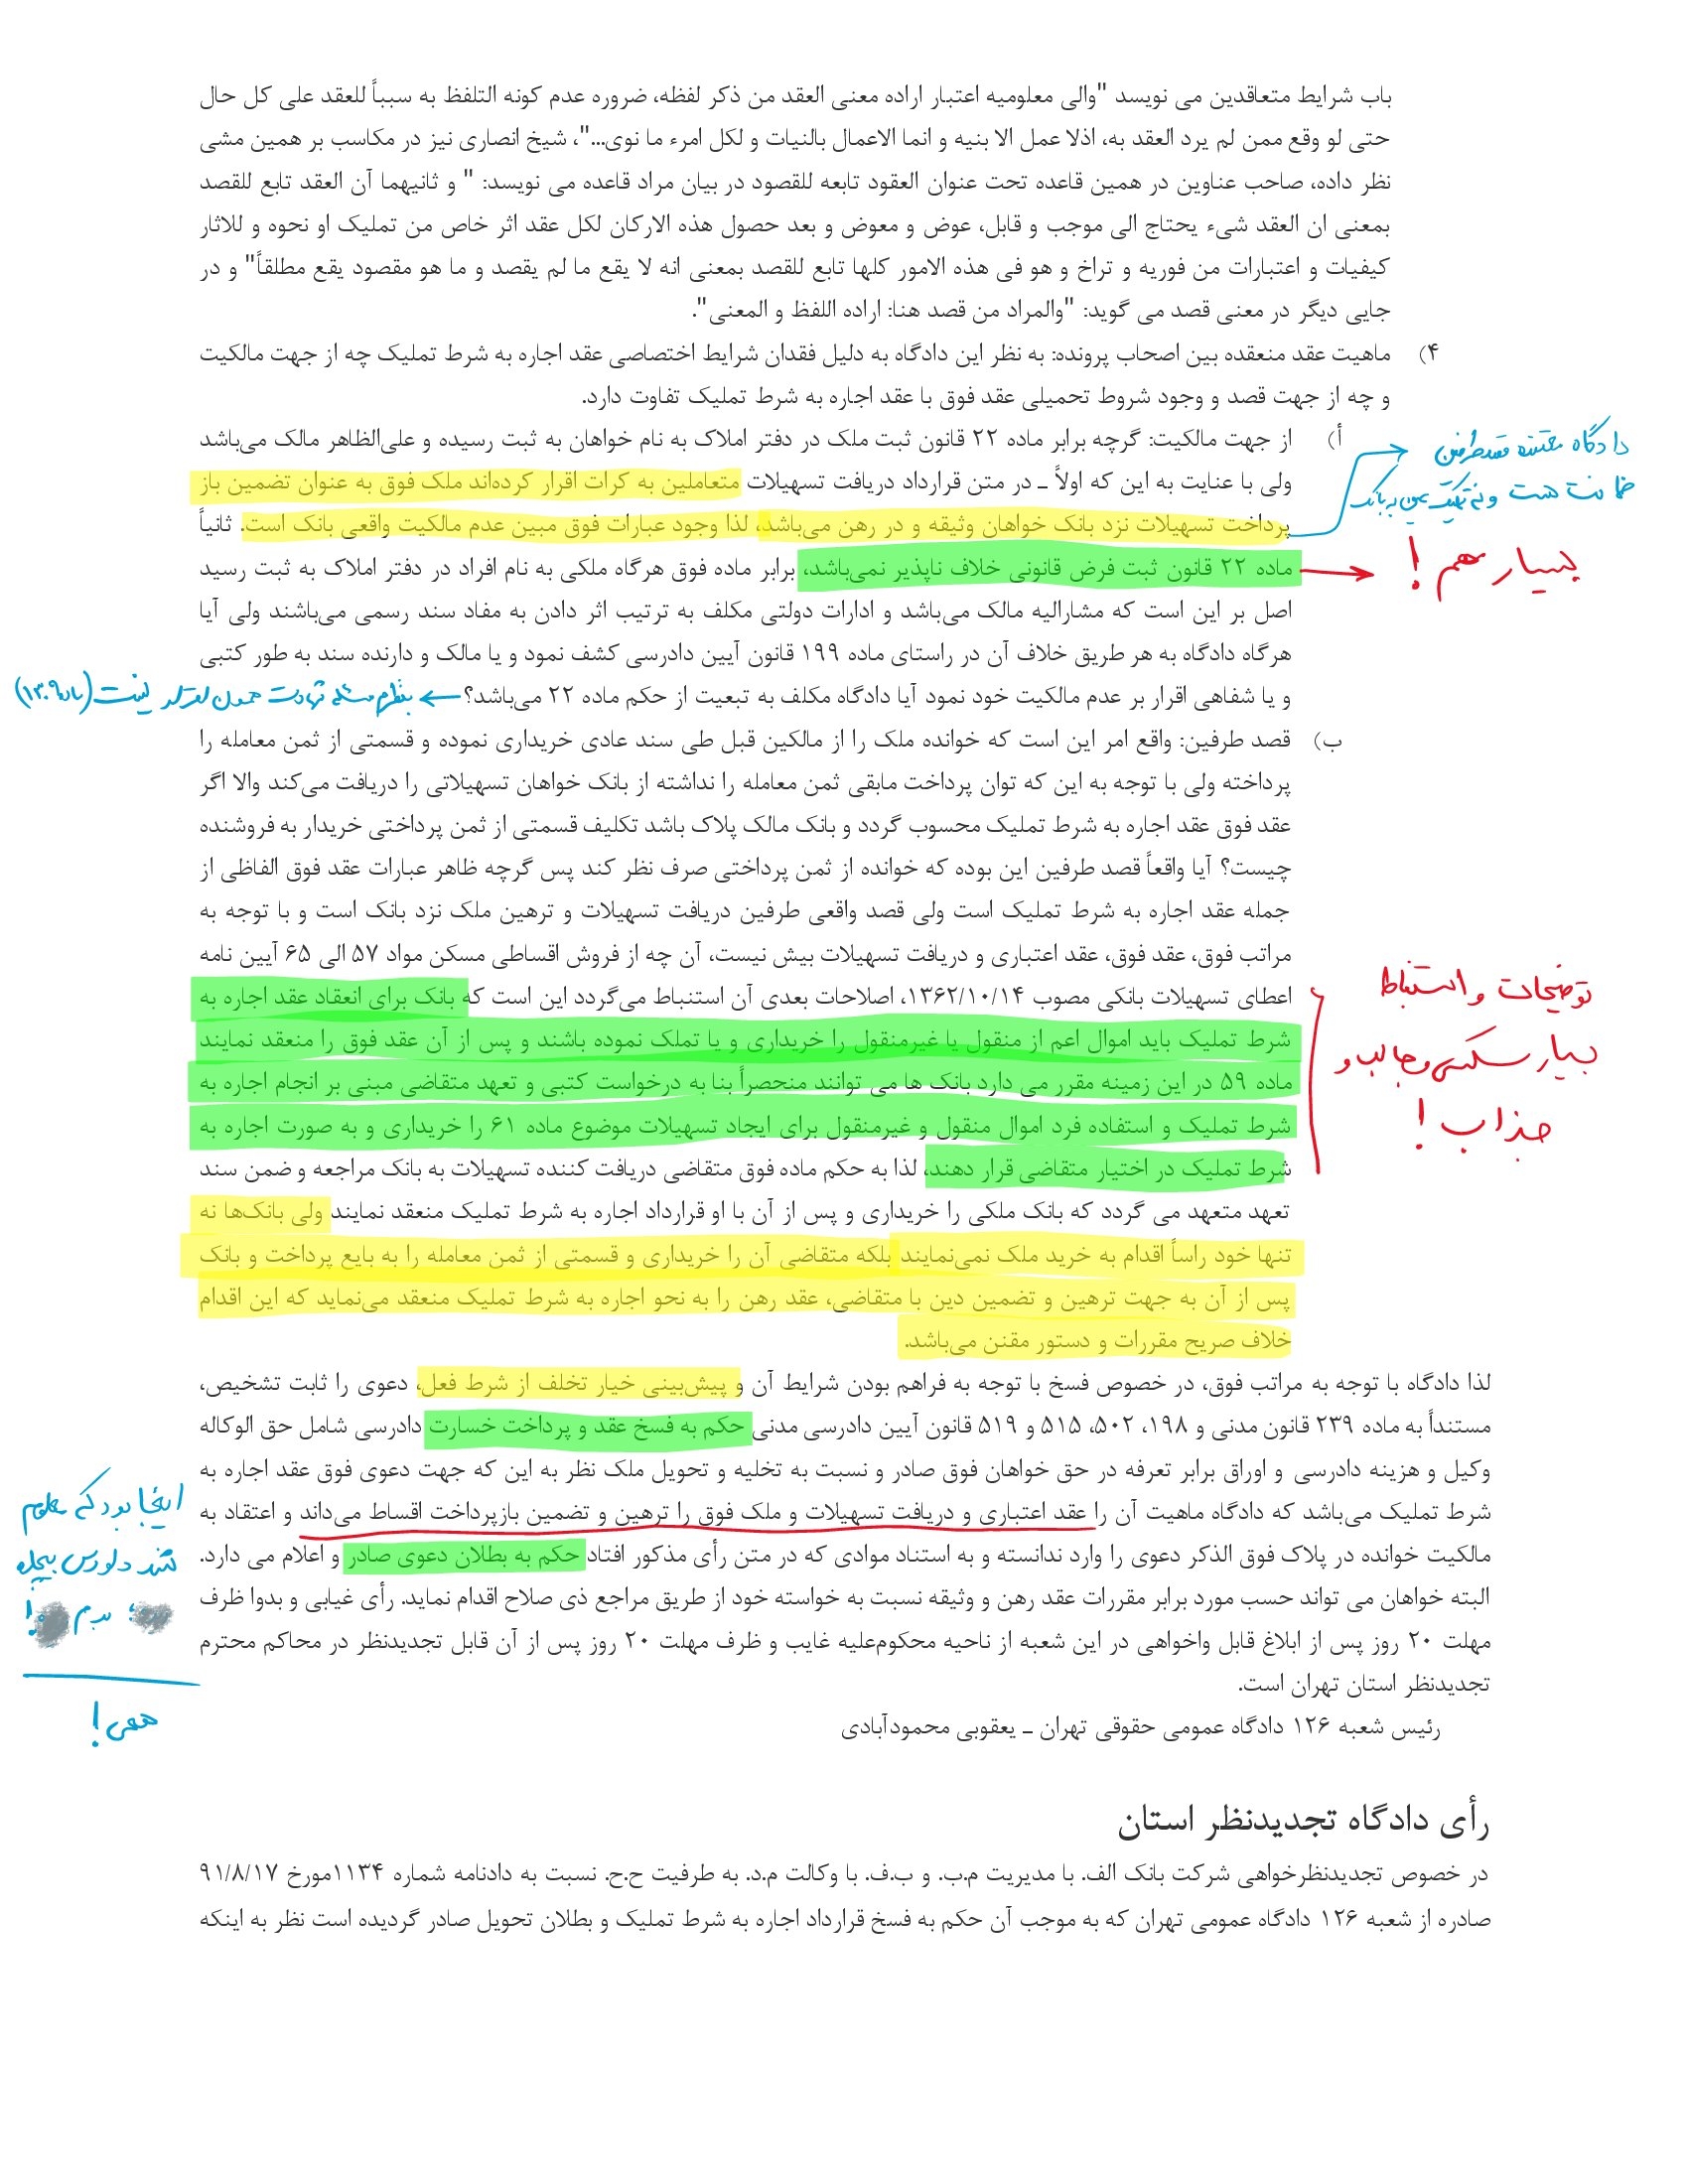 باب شرایط متعاقدین می نویسد "والی معلومیه اعتبار اراده معنی العقد من ذکر لفظه، ضروره عدم کونه التلفظ به سبباً للعقد علی کل حال
حتی لو وقع ممن لم یرد العقد به، اذلا عمل الا بنیه و انما الاعمال بالنیات و لکل امرء ما نوی..."، شیخ انصاری نیز در مکاسب بر همین مشی
نظر داده، صاحب عناوین در همین قاعده تحت عنوان العقود تابعه للقصود در بیان مراد قاعده می نویسد: " و ثانیهما آن العقد تابع للقصد
بمعنی ان العقد شیء یحتاج الی موجب و قابل، عوض و معوض و بعد حصول هذه الارکان لکل عقد اثر خاص من تملیک او نحوه و للاثار
کیفیات و اعتبارات من فوریه و تراخ و هو فی هذه الامور کلها تابع للقصد بمعنی انه لا یقع ما لم یقصد و ما هو مقصود یقع مطلقاً" و در
جایی دیگر در معنی قصد می گوید: "والمراد من قصد هنا: اراده اللفظ و المعنی".
۴) ماهیت عقد منعقده بین اصحاب پرونده: به نظر این دادگاه به دلیل فقدان شرایط اختصاصی عقد اجاره به شرط تملیک چه از جهت مالکیت
و چه از جهت قصد و وجود شروط تحمیلی عقد فوق با عقد اجاره به شرط تملیک تفاوت دارد.
أ) از جهت مالکیت: گرچه برابر ماده ۲۲ قانون ثبت ملک در دفتر املاک به نام خواهان به ثبت رسیده و علی‌الظاهر مالک می‌باشد
ولی با عنایت به این که اولاً ـ در متن قرارداد دریافت تسهیلات متعاملین به کرات اقرار کرده‌اند ملک فوق به عنوان تضمین باز
پرداخت تسهیلات نزد بانک خواهان وثیقه و در رهن می‌باشد، لذا وجود عبارات فوق مبین عدم مالکیت واقعی بانک است. ثانیاً
ماده ۲۲ قانون ثبت فرض قانونی خلاف ناپذیر نمی‌باشد، برابر ماده فوق هرگاه ملکی به نام افراد در دفتر املاک به ثبت رسید
اصل بر این است که مشارالیه مالک می‌باشد و ادارات دولتی مکلف به ترتیب اثر دادن به مفاد سند رسمی می‌باشند ولی آیا
هرگاه دادگاه به هر طریق خلاف آن در راستای ماده ۱۹۹ قانون آیین دادرسی کشف نمود و یا مالک و دارنده سند به طور کتبی
و یا شفاهی اقرار بر عدم مالکیت خود نمود آیا دادگاه مکلف به تبعیت از حکم ماده ۲۲ می‌باشد؟
دادگاه معتقده قصد طرفین
ضمانت هست و نه تملیک عین به بانک
بسیار مهم!
بنظرم مسئله شهادت همون اقرار نیست (ماده ۱۳۰۹)
ب) قصد طرفین: واقع امر این است که خوانده ملک را از مالکین قبل طی سند عادی خریداری نموده و قسمتی از ثمن معامله را
پرداخته ولی با توجه به این که توان پرداخت مابقی ثمن معامله را نداشته از بانک خواهان تسهیلاتی را دریافت می‌کند والا اگر
عقد فوق عقد اجاره به شرط تملیک محسوب گردد و بانک مالک پلاک باشد تکلیف قسمتی از ثمن پرداختی خریدار به فروشنده
چیست؟ آیا واقعاً قصد طرفین این بوده که خوانده از ثمن پرداختی صرف نظر کند پس گرچه ظاهر عبارات عقد فوق الفاظی از
جمله عقد اجاره به شرط تملیک است ولی قصد واقعی طرفین دریافت تسهیلات و ترهین ملک نزد بانک است و با توجه به
مراتب فوق، عقد فوق، عقد اعتباری و دریافت تسهیلات بیش نیست، آن چه از فروش اقساطی مسکن مواد ۵۷ الی ۶۵ آیین نامه
اعطای تسهیلات بانکی مصوب ۱۳۶۲/۱۰/۱۴، اصلاحات بعدی آن استنباط می‌گردد این است که بانک برای انعقاد عقد اجاره به
شرط تملیک باید اموال اعم از منقول یا غیرمنقول را خریداری و یا تملک نموده باشند و پس از آن عقد فوق را منعقد نمایند
ماده ۵۹ در این زمینه مقرر می دارد بانک ها می توانند منحصراً بنا به درخواست کتبی و تعهد متقاضی مبنی بر انجام اجاره به
شرط تملیک و استفاده فرد اموال منقول و غیرمنقول برای ایجاد تسهیلات موضوع ماده ۶۱ را خریداری و به صورت اجاره به
شرط تملیک در اختیار متقاضی قرار دهند، لذا به حکم ماده فوق متقاضی دریافت کننده تسهیلات به بانک مراجعه و ضمن سند
تعهد متعهد می گردد که بانک ملکی را خریداری و پس از آن با او قرارداد اجاره به شرط تملیک منعقد نمایند ولی بانک‌ها نه
تنها خود راساً اقدام به خرید ملک نمی‌نمایند بلکه متقاضی آن را خریداری و قسمتی از ثمن معامله را به بایع پرداخت و بانک
پس از آن به جهت ترهین و تضمین دین با متقاضی، عقد رهن را به نحو اجاره به شرط تملیک منعقد می‌نماید که این اقدام
خلاف صریح مقررات و دستور مقنن می‌باشد.
توضیحات و استنباط
بسیار سکسی و جالب و
جذاب!
لذا دادگاه با توجه به مراتب فوق، در خصوص فسخ با توجه به فراهم بودن شرایط آن و پیش‌بینی خیار تخلف از شرط فعل، دعوی را ثابت تشخیص،
مستنداً به ماده ۲۳۹ قانون مدنی و ۱۹۸، ۵۰۲، ۵۱۵ و ۵۱۹ قانون آیین دادرسی مدنی حکم به فسخ عقد و پرداخت خسارت دادرسی شامل حق الوکاله
وکیل و هزینه دادرسی و اوراق برابر تعرفه در حق خواهان فوق صادر و نسبت به تخلیه و تحویل ملک نظر به این که جهت دعوی فوق عقد اجاره به
شرط تملیک می‌باشد که دادگاه ماهیت آن را عقد اعتباری و دریافت تسهیلات و ملک فوق را ترهین و تضمین بازپرداخت اقساط می‌داند و اعتقاد به
مالکیت خوانده در پلاک فوق الذکر دعوی را وارد ندانسته و به استناد موادی که در متن رأی مذکور افتاد حکم به بطلان دعوی صادر و اعلام می دارد.
البته خواهان می تواند حسب مورد برابر مقررات عقد رهن و وثیقه نسبت به خواسته خود از طریق مراجع ذی صلاح اقدام نماید. رأی غیابی و بدوا ظرف
مهلت ۲۰ روز پس از ابلاغ قابل واخواهی در این شعبه از ناحیه محکوم‌علیه غایب و ظرف مهلت ۲۰ روز پس از آن قابل تجدیدنظر در محاکم محترم
تجدیدنظر استان تهران است.
اینجا بود که معلوم
شد دلورس بیچاره
هعی!
رئیس شعبه ۱۲۶ دادگاه عمومی حقوقی تهران ـ یعقوبی محمودآبادی
رأی دادگاه تجدیدنظر استان
در خصوص تجدیدنظرخواهی شرکت بانک الف. با مدیریت م.ب. و ب.ف. با وکالت م.د. به طرفیت ح.ح. نسبت به دادنامه شماره ۱۱۳۴مورخ ۹۱/۸/۱۷
صادره از شعبه ۱۲۶ دادگاه عمومی تهران که به موجب آن حکم به فسخ قرارداد اجاره به شرط تملیک و بطلان تحویل صادر گردیده است نظر به اینکه